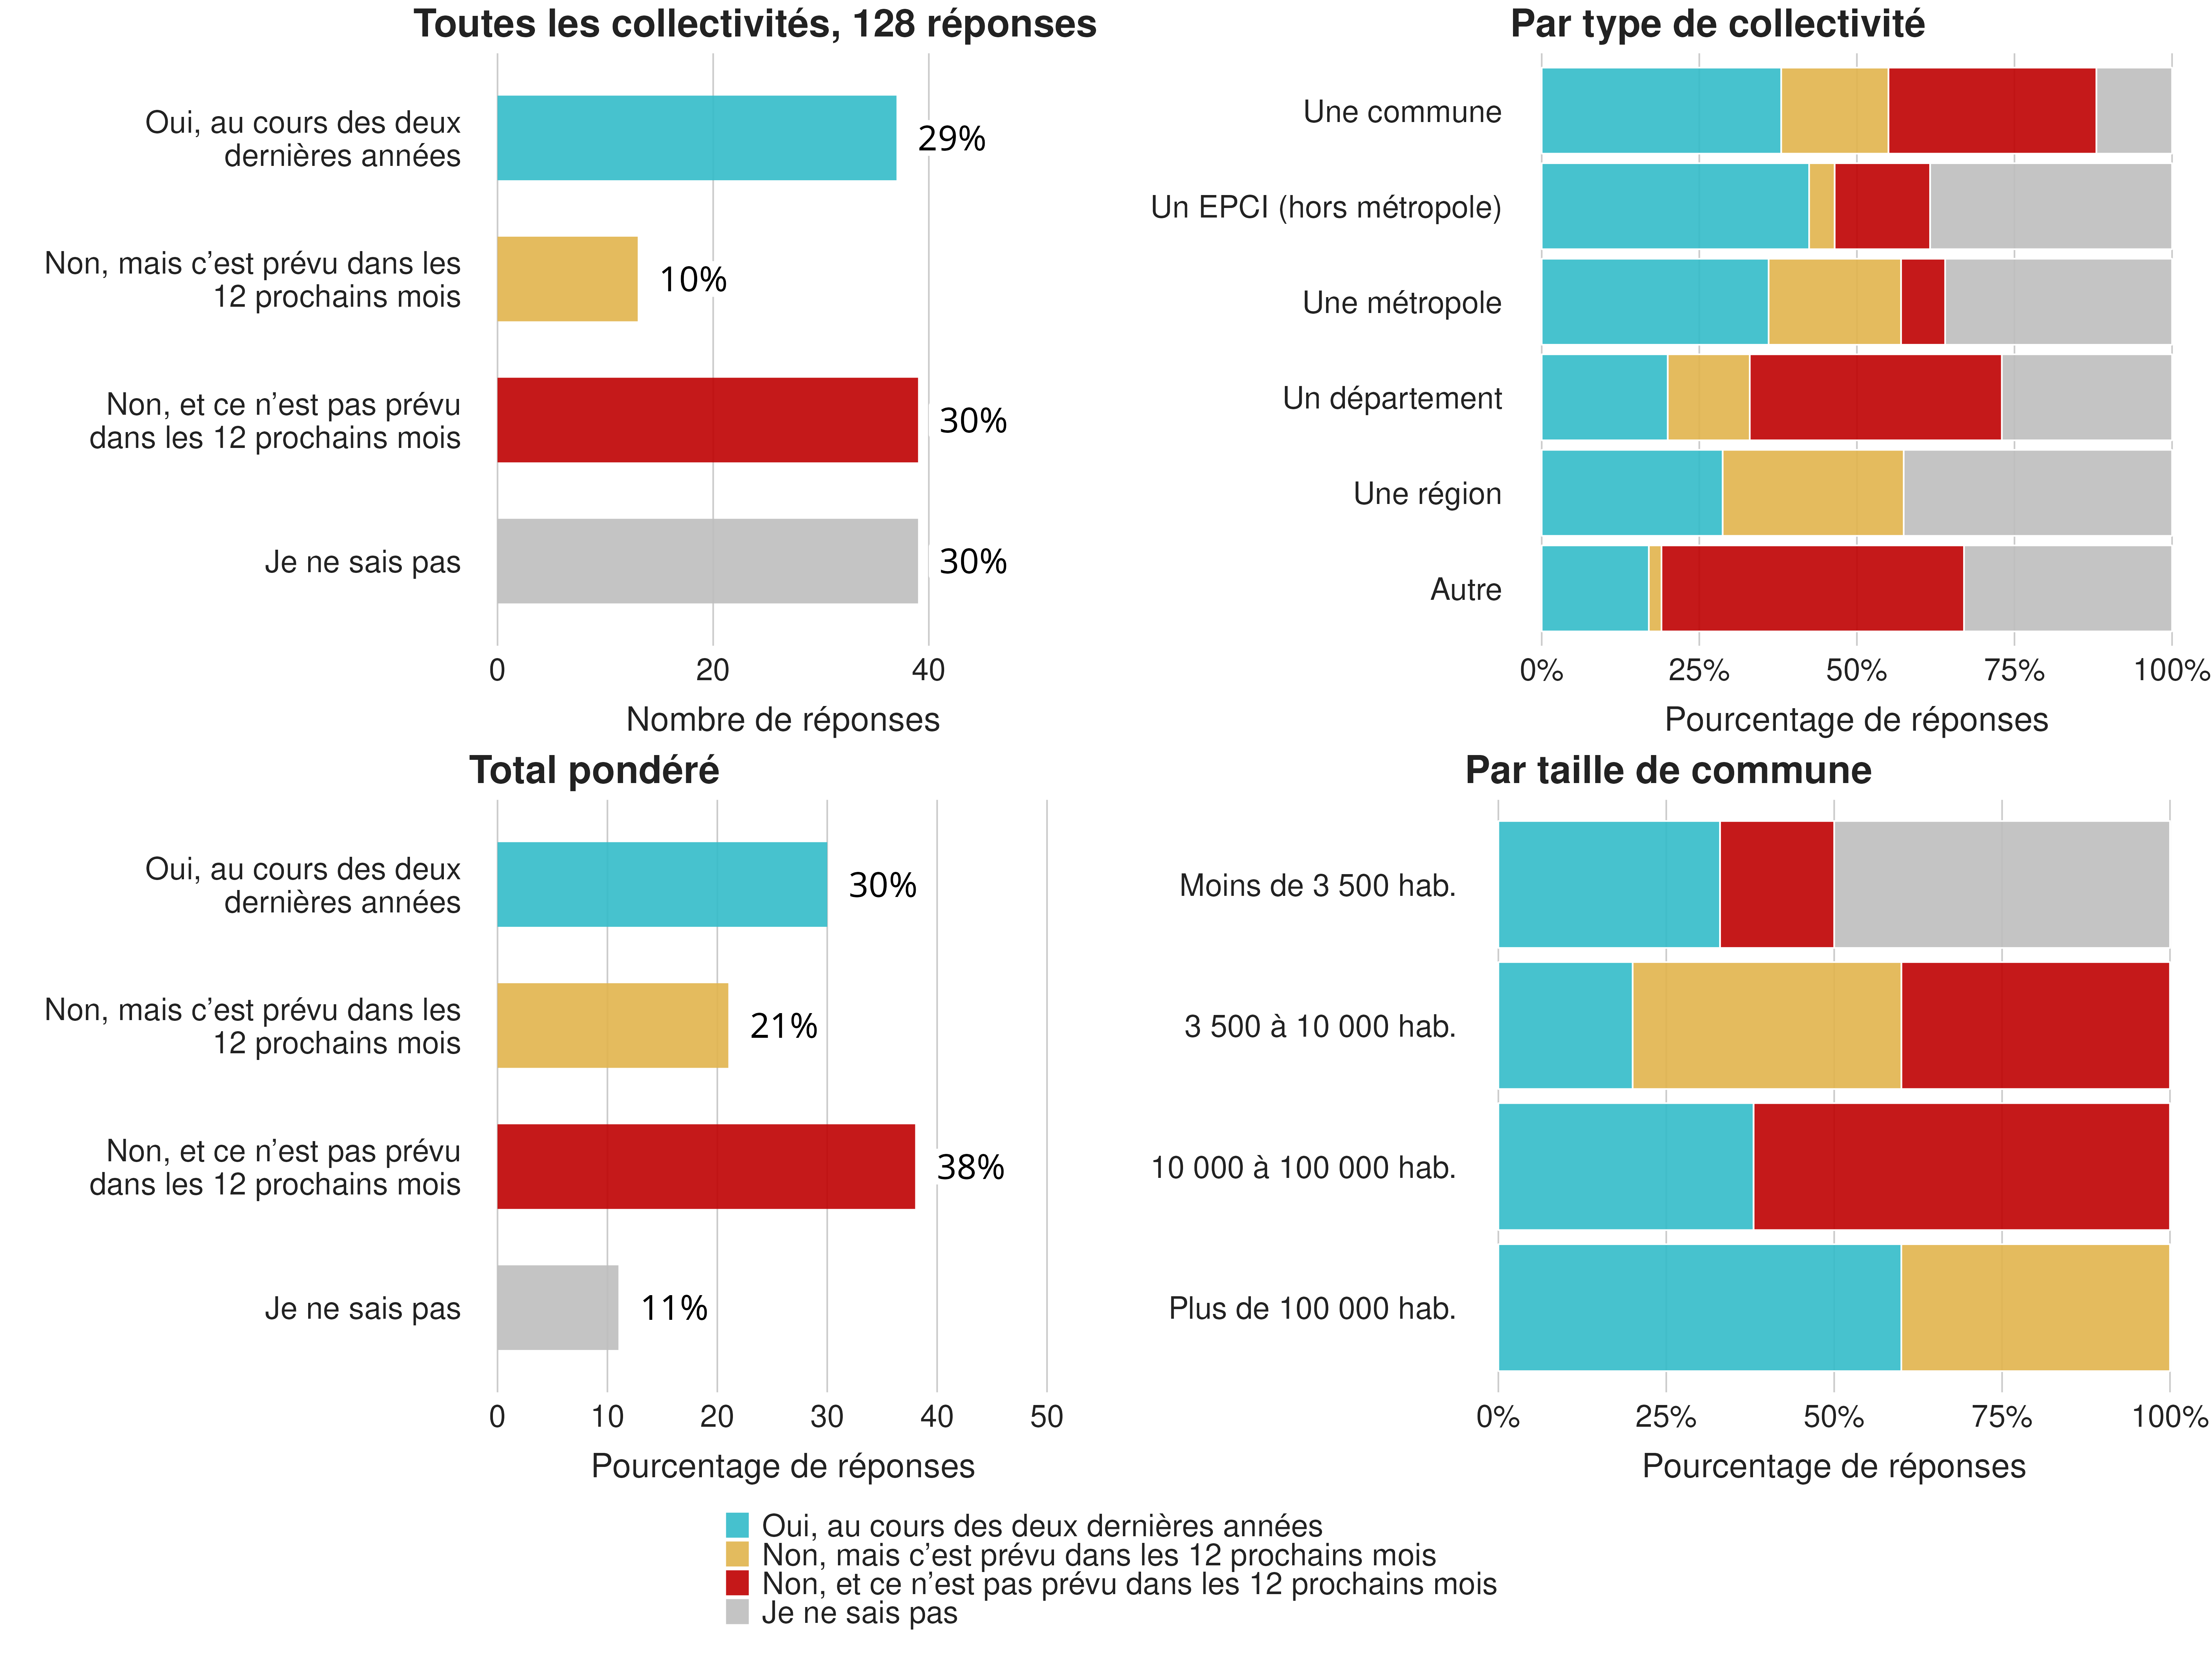 Toutes les collectivités, 128 réponses
Oui, au cours des deux
dernières années
29%
Non, mais c’est prévu dans les
12 prochains mois
10%
Non, et ce n’est pas prévu
dans les 12 prochains mois
30%
Je ne sais pas
30%
0 20 40
Nombre de réponses
Par type de collectivité
Une commune
Un EPCI (hors métropole)
Une métropole
Un département
Une région
Autre
0% 25% 50% 75% 100%
Pourcentage de réponses
Total pondéré
Oui, au cours des deux
dernières années
30%
Non, mais c’est prévu dans les
12 prochains mois
21%
Non, et ce n’est pas prévu
dans les 12 prochains mois
38%
Je ne sais pas
11%
0 10 20 30 40 50
Pourcentage de réponses
Par taille de commune
Moins de 3 500 hab.
3 500 à 10 000 hab.
10 000 à 100 000 hab.
Plus de 100 000 hab.
0% 25% 50% 75% 100%
Pourcentage de réponses
Oui, au cours des deux dernières années
Non, mais c’est prévu dans les 12 prochains mois
Non, et ce n’est pas prévu dans les 12 prochains mois
Je ne sais pas